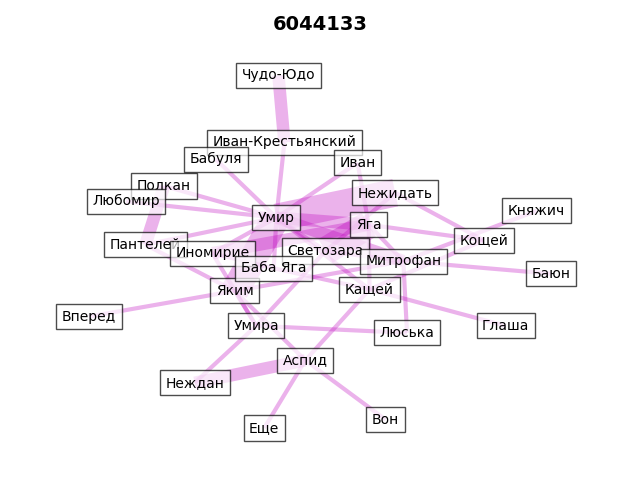 6044133
Чудо-Юдо
Иван-Крестьянский
Бабуля
Иван
Полкан
Нежидать
Любомир
Княжич
Умир
Яга
Кощей
Пантелей
Иномирие
Светозара
Митрофан
Баба Яга
Баюн
Яким
Кащей
Вперед
Умира
Глаша
Люська
Аспид
Неждан
Вон
Еще